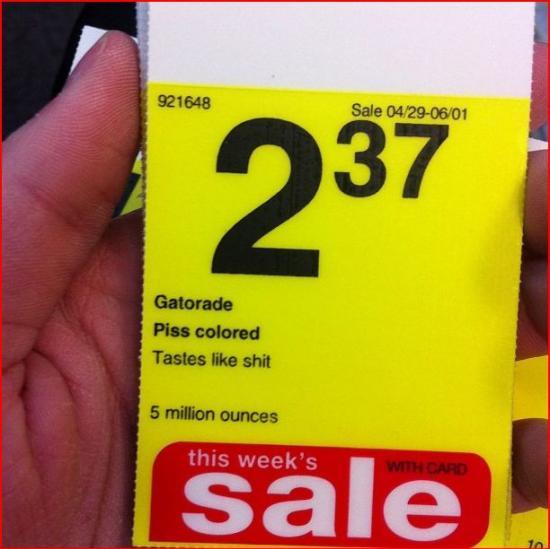 921648
Sale 04/29-06/01
2 37
Gatorade
Piss colored
Tastes like shit
5 million ounces
this week's
WITH CARD
sale
10